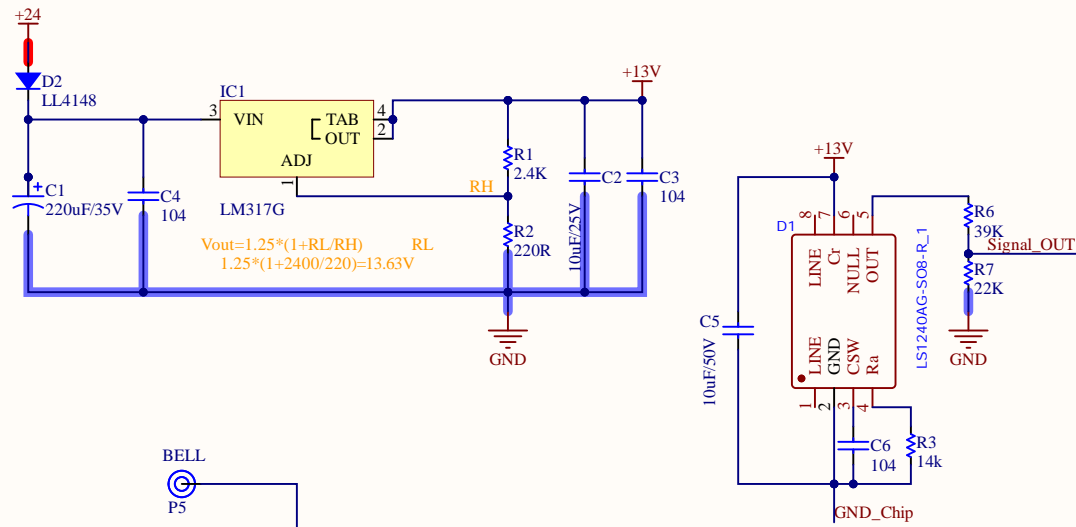 +24
D2
LL4148
C1
220uF/35V
C4
104
IC1
3
VIN
TAB
OUT
4
2
ADJ
1
LM317G
RH
R1
2.4K
R2
220R
C2
10uF/25V
C3
104
+13V
Vout=1.25*(1+RL/RH)
RL
1.25*(1+2400/220)=13.63V
GND
BELL
P5
+13V
D1
8
7
6
5
LINE
Cr
NULL
OUT
LINE
GND
CSW
Ra
1
2
3
4
LS1240AG-SO8-R_1
C5
10uF/50V
C6
104
R3
14k
GND_Chip
R6
39K
Signal_OUT
R7
22K
GND